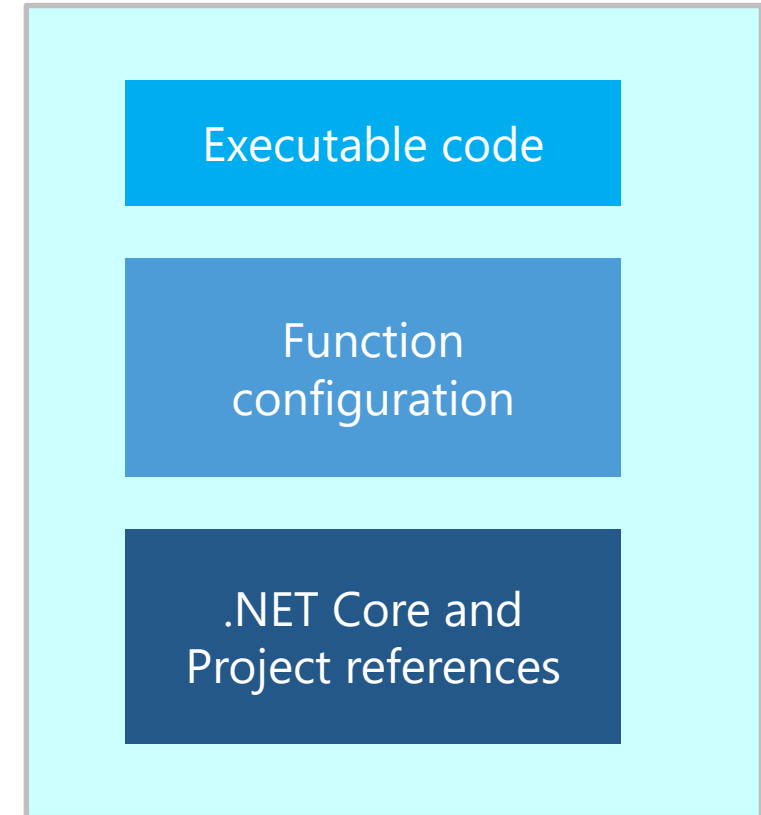 Executable code
Function
configuration
.NET Core and
Project references